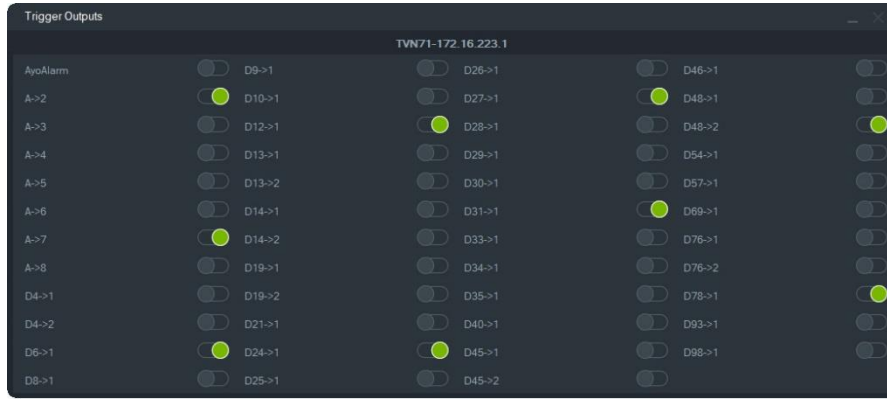 Trigger Outputs
TVN71-172.16.223.1
AyoAlarm D9->1 D26->1 D46->1
A->2 D10->1 D27->1 D48->1
A->3 D12->1 D28->1 D48->2
A->4 D13->1 D29->1 D54->1
A->5 D13->2 D30->1 D57->1
A->6 D14->1 D31->1 D69->1
A->7 D14->2 D33->1 D76->1
A->8 D19->1 D34->1 D76->2
D4->1 D19->2 D35->1 D78->1
D4->2 D21->1 D40->1 D93->1
D6->1 D24->1 D45->1 D98->1
D8->1 D25->1 D45->2